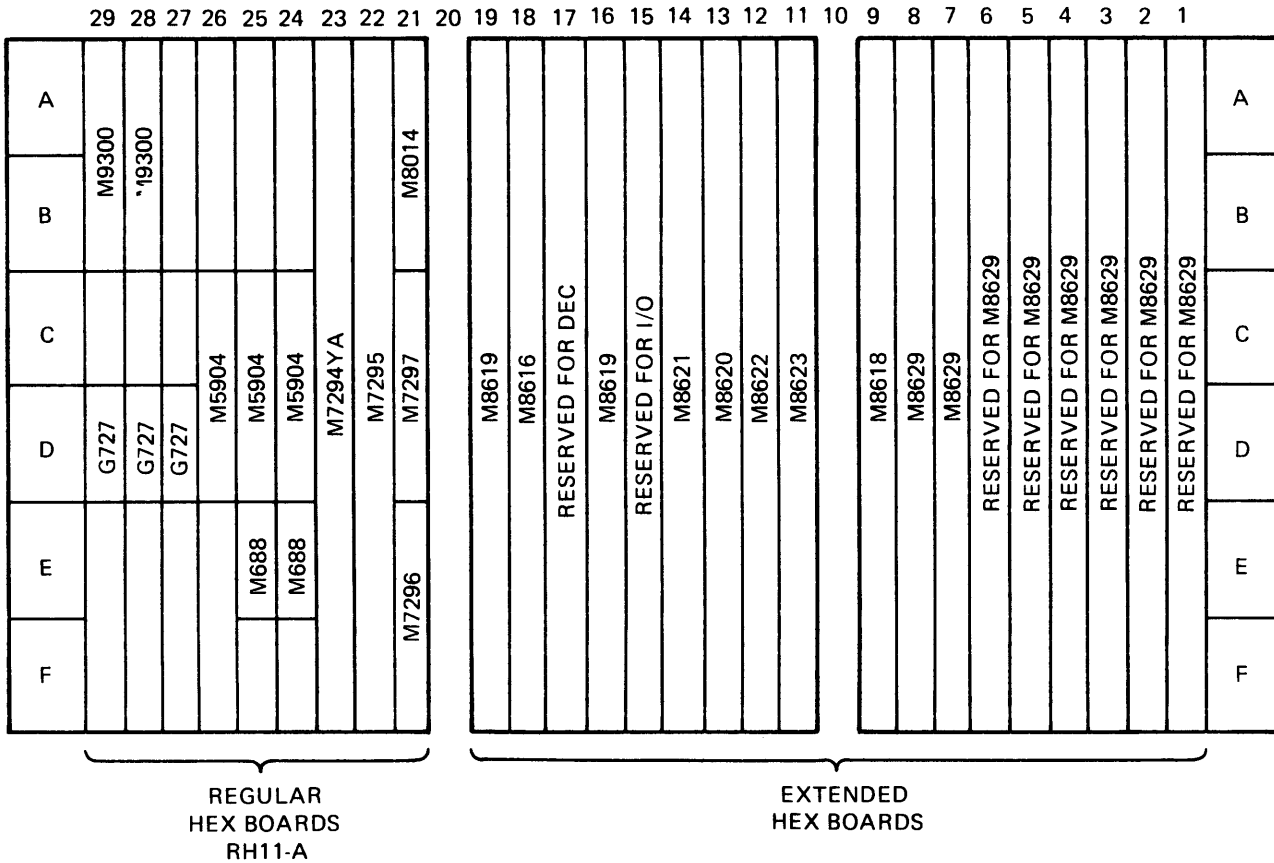 29 28 27 26 25 24 23 22 21 20 19 18 17 16 15 14 13 12 11 10 9 8 7 6 5 4 3 2 1
A
B
C
D
E
F
M9300
M9300
G727
G727
G727
M5904
M5904
M5904
M688
M688
M7294YA
M7295
M8014
M7297
M7296
M8619
M8616
RESERVED FOR DEC
M8619
RESERVED FOR I/O
M8621
M8620
M8622
M8623
M8618
M8629
M8629
RESERVED FOR M8629
RESERVED FOR M8629
RESERVED FOR M8629
RESERVED FOR M8629
RESERVED FOR M8629
RESERVED FOR M8629
A
B
C
D
E
F
REGULAR
HEX BOARDS
RH11-A
EXTENDED
HEX BOARDS